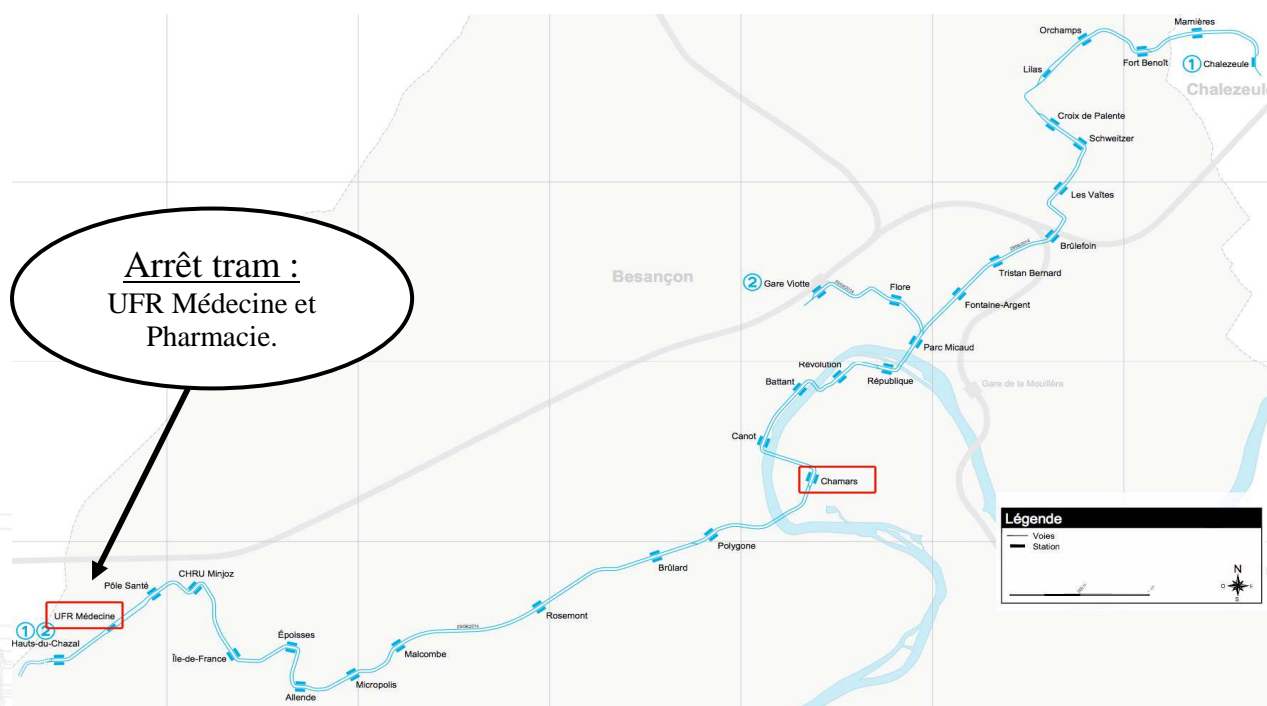 Marnières
Orchamps
Fort Benoît
① Chalezeule
Lilas
Chalezeule
Croix de Palente
Schweitzer
Les Vaîtes
Arrêt tram :
UFR Médecine et
Pharmacie.
Brûlefoin
Tristan Bernard
Besançon
② Gare Viotte
Flore
Fontaine-Argent
Parc Micaud
Révolution
Battant
République
Gare de la Mouillère
Canot
Chamars
Légende
Voies
Station
N
O
E
S
Polygone
Brûlard
CHRU Minjoz
Pôle Santé
UFR Médecine
Rosemont
① ②
Hauts-du-Chazal
Époisses
Île-de-France
Malcombe
Micropolis
Allende